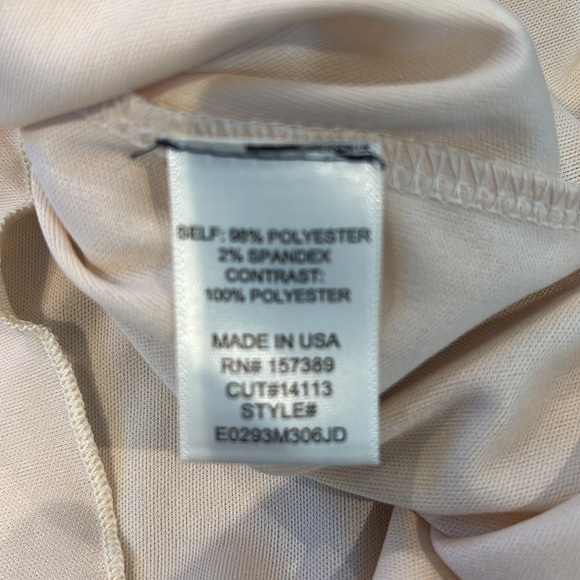 SELF: 98% POLYESTER
2% SPANDEX
CONTRAST:
100% POLYESTER
MADE IN USA
RN# 157389
CUT#14113
STYLE#
E0293M306JD